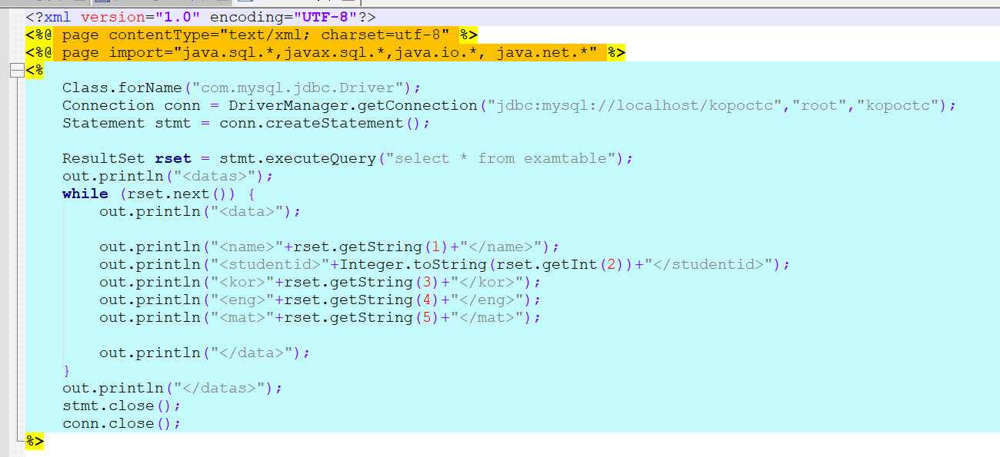 <?xml version="1.0" encoding="UTF-8"?>
<%@ page contentType="text/xml; charset=utf-8" %>
<%@ page import="java.sql.*,javax.sql.*,java.io.*, java.net.*" %>
<%
    Class.forName("com.mysql.jdbc.Driver");
    Connection conn = DriverManager.getConnection("jdbc:mysql://localhost/kopoctc","root","kopoctc");
    Statement stmt = conn.createStatement();

    ResultSet rset = stmt.executeQuery("select * from examtable");
    out.println("<datas>");
    while (rset.next()) {
        out.println("<data>");

        out.println("<name>"+rset.getString(1)+"</name>");
        out.println("<studentid>"+Integer.toString(rset.getInt(2))+"</studentid>");
        out.println("<kor>"+rset.getString(3)+"</kor>");
        out.println("<eng>"+rset.getString(4)+"</eng>");
        out.println("<mat>"+rset.getString(5)+"</mat>");

        out.println("</data>");
    }
    out.println("</datas>");
    stmt.close();
    conn.close();
%>